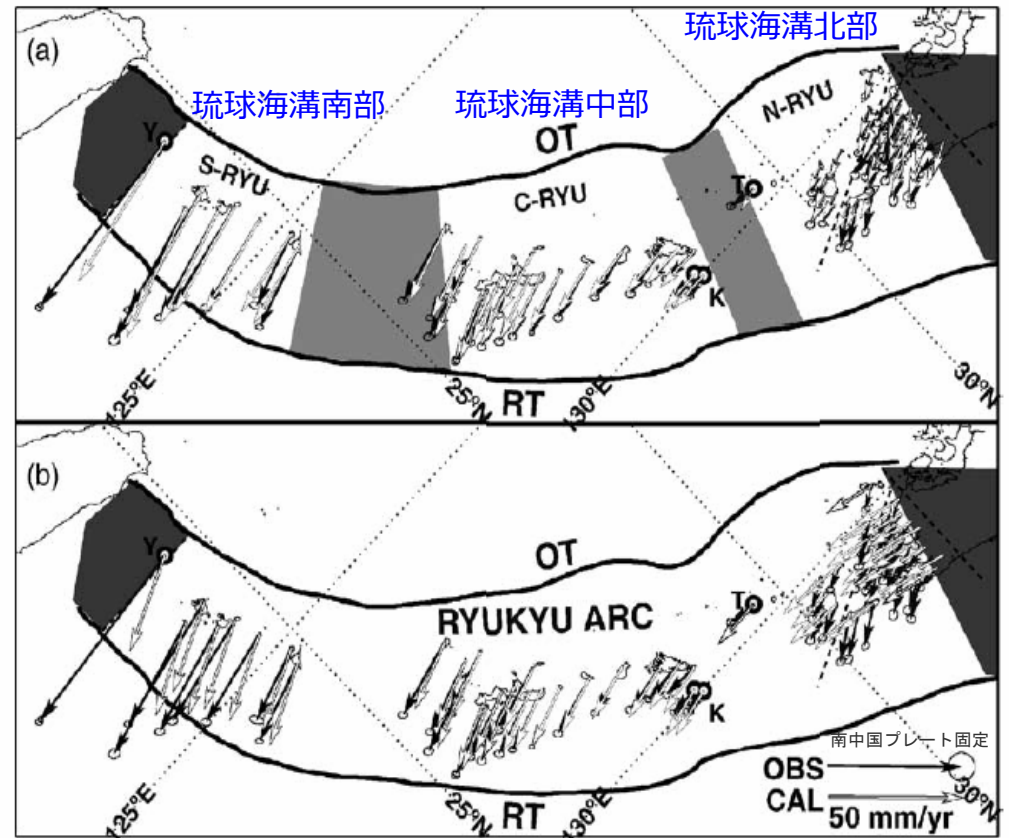 琉球海溝北部
(a)
琉球海溝南部
琉球海溝中部
N-RYU
OT
Y
S-RYU
C-RYU
T
K
125°E
25°N
RT
130°E
30°N
(b)
Y
OT
T
RYUKYU ARC
K
南中国プレート固定
OBS
CAL
50 mm/yr
125°E
25°N
RT
130°E
30°N